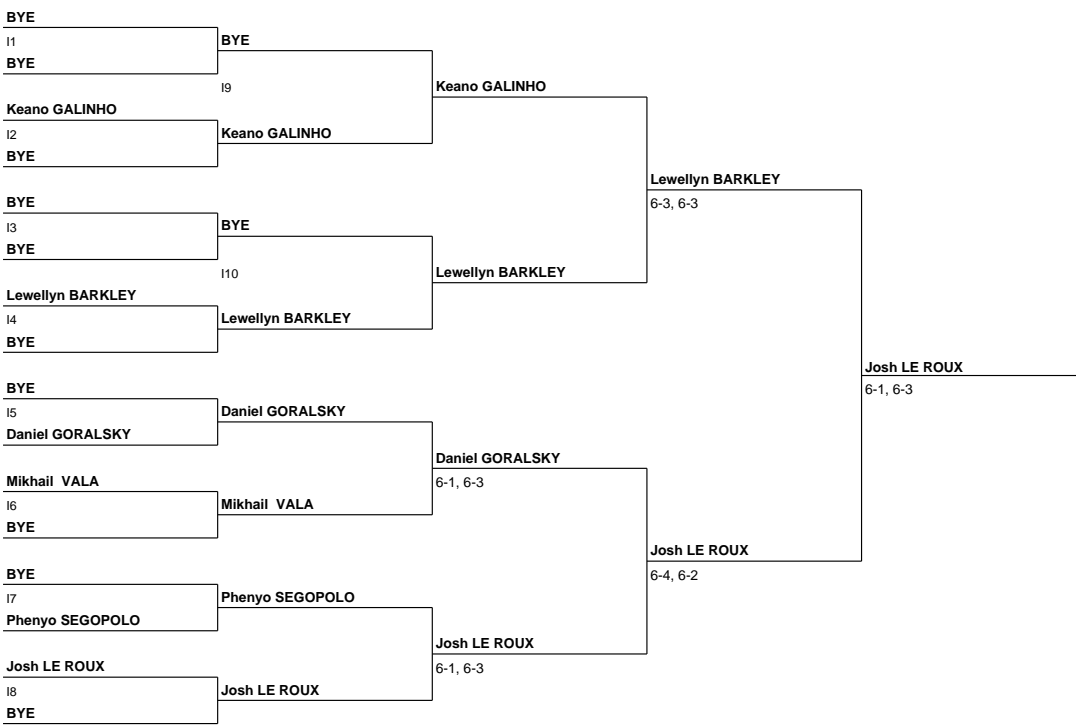 BYE
I1
BYE
BYE
I9
Keano GALINHO
Keano GALINHO
I2
Keano GALINHO
BYE
Lewellyn BARKLEY
6-3, 6-3
BYE
I3
BYE
BYE
I10
Lewellyn BARKLEY
Lewellyn BARKLEY
I4
Lewellyn BARKLEY
BYE
Josh LE ROUX
6-1, 6-3
BYE
I5
Daniel GORALSKY
Daniel GORALSKY
Daniel GORALSKY
6-1, 6-3
Mikhail  VALA
I6
Mikhail  VALA
BYE
Josh LE ROUX
6-4, 6-2
BYE
I7
Phenyo SEGOPOLO
Phenyo SEGOPOLO
Josh LE ROUX
6-1, 6-3
Josh LE ROUX
I8
Josh LE ROUX
BYE